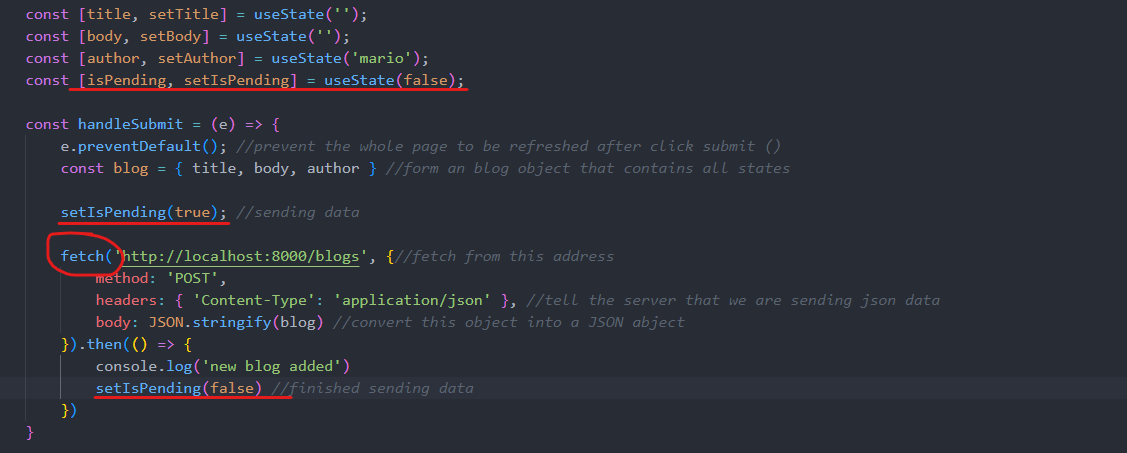 const [title, setTitle] = useState('');
const [body, setBody] = useState('');
const [author, setAuthor] = useState('mario');
const [isPending, setIsPending] = useState(false);
const handleSubmit = (e) => {
e.preventDefault(); //prevent the whole page to be refreshed after click submit ()
const blog = { title, body, author } //form an blog object that contains all states
setIsPending(true); //sending data
fetch('http://localhost:8000/blogs', {//fetch from this address
method: 'POST',
headers: { 'Content-Type': 'application/json' }, //tell the server that we are sending json data
body: JSON.stringify(blog) //convert this object into a JSON abject
}).then(() => {
console.log('new blog added')
setIsPending(false) //finished sending data
})
}